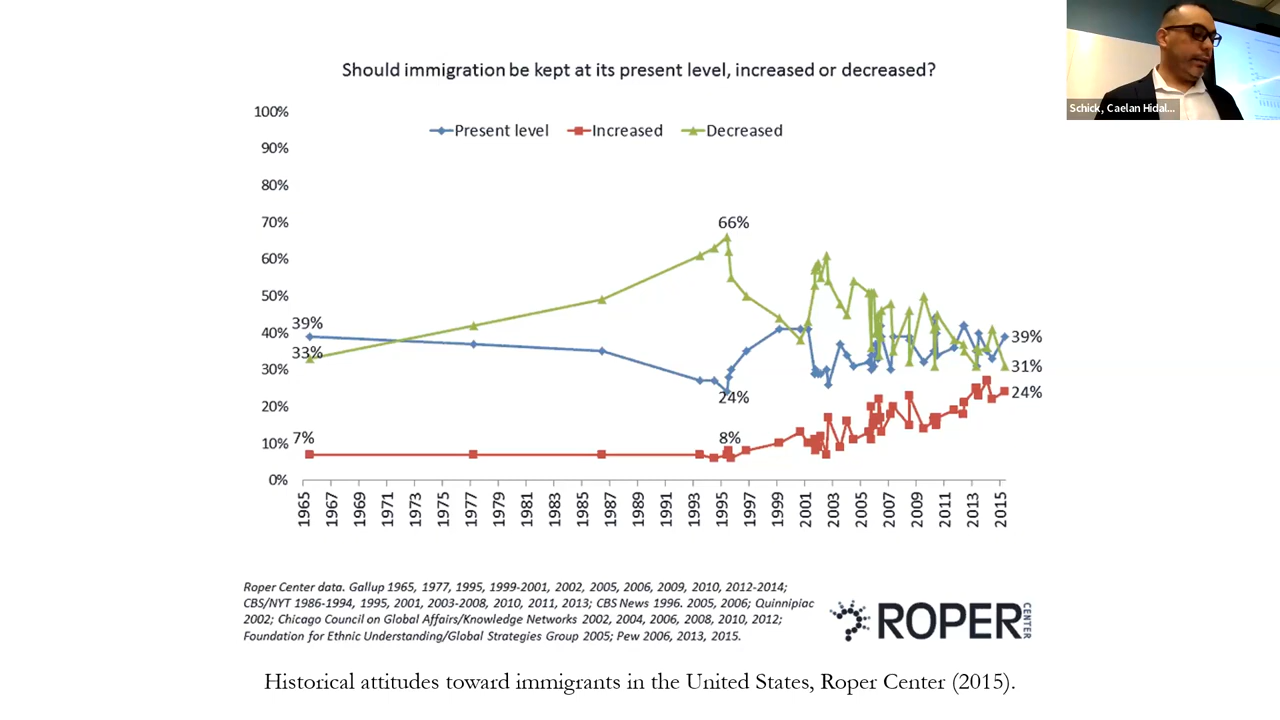 Should immigration be kept at its present level, increased or decreased?
Present level Increased Decreased
100%
90%
80%
70%
60%
50%
40%
30%
20%
10%
0%
39%
33%
7%
66%
24%
8%
39%
31%
24%
1965 1967 1969 1971 1973 1975 1977 1979 1981 1983 1985 1987 1989 1991 1993 1995 1997 1999 2001 2003 2005 2007 2009 2011 2013 2015
Roper Center data. Gallup 1965, 1977, 1995, 1999-2001, 2002, 2005, 2006, 2009, 2010, 2012-2014;
CBS/NYT 1986-1994, 1995, 2001, 2003-2008, 2010, 2011, 2013; CBS News 1996. 2005, 2006; Quinnipiac
2002; Chicago Council on Global Affairs/Knowledge Networks 2002, 2004, 2006, 2008, 2010, 2012;
Foundation for Ethnic Understanding/Global Strategies Group 2005; Pew 2006, 2013, 2015.
ROPER CENTER
Historical attitudes toward immigrants in the United States, Roper Center (2015).
Schick, Caelan Hidal...